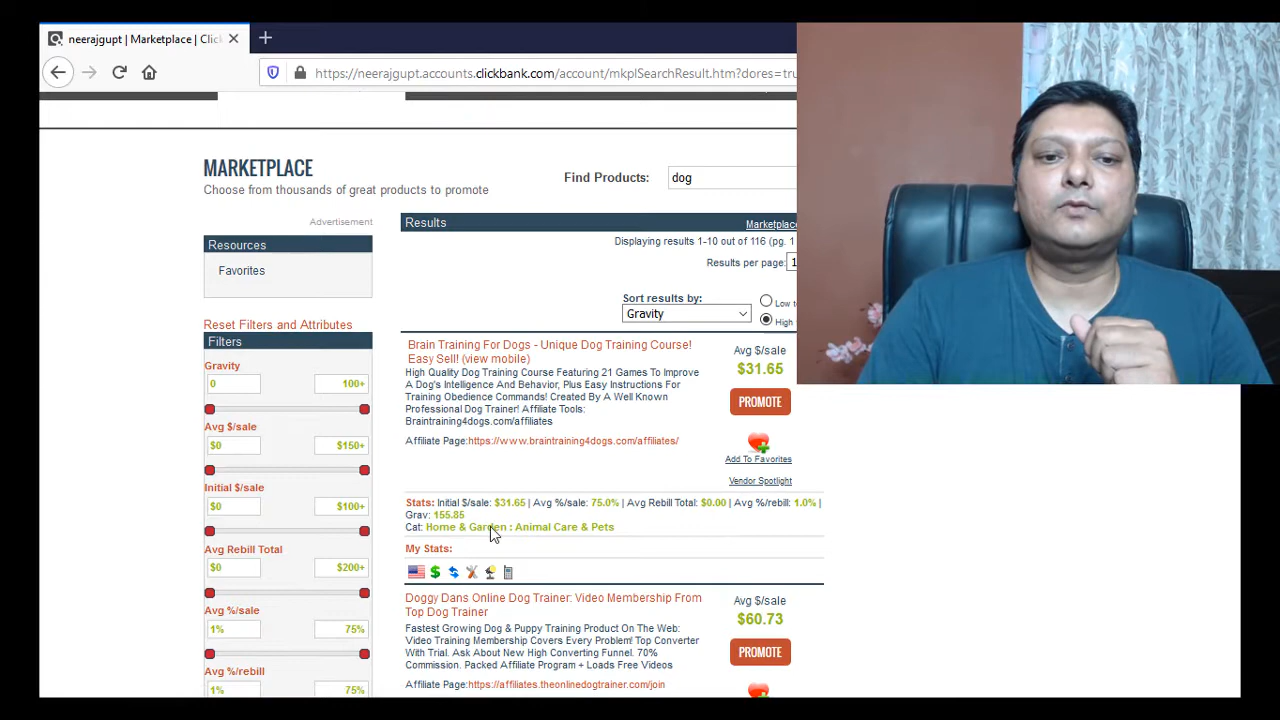 neerajgupt | Marketplace | Clic
https://neerajgupt.accounts.clickbank.com/account/mkplSearchResult.htm?dores=tru
MARKETPLACE
Choose from thousands of great products to promote
Find Products:
dog
Advertisement
Resources
Favorites
Reset Filters and Attributes
Filters
Gravity
0
100+
Avg $/sale
$0
$150+
Initial $/sale
$0
$100+
Avg Rebill Total
$0
$200+
Avg %/sale
1%
75%
Avg %/rebill
1%
75%
Results
Marketplace
Displaying results 1-10 out of 116 (pg. 1
Results per page:
1
Sort results by:
Gravity
Low t
High
Brain Training For Dogs - Unique Dog Training Course!
Easy Sell! (view mobile)
High Quality Dog Training Course Featuring 21 Games To Improve
A Dog's Intelligence And Behavior, Plus Easy Instructions For
Training Obedience Commands! Created By A Well Known
Professional Dog Trainer! Affiliate Tools:
Braintraining4dogs.com/affiliates
Affiliate Page:https://www.braintraining4dogs.com/affiliates/
Avg $/sale
$31.65
PROMOTE
Add To Favorites
Vendor Spotlight
Stats: Initial $/sale: $31.65 | Avg %/sale: 75.0% | Avg Rebill Total: $0.00 | Avg %/rebill: 1.0% |
Grav: 155.85
Cat: Home & Garden : Animal Care & Pets
My Stats:
Doggy Dans Online Dog Trainer: Video Membership From
Top Dog Trainer
Fastest Growing Dog & Puppy Training Product On The Web:
Video Training Membership Covers Every Problem! Top Converter
With Trial. Ask About New High Converting Funnel. 70%
Commission. Packed Affiliate Program + Loads Free Videos
Affiliate Page:https://affiliates.theonlinedogtrainer.com/join
Avg $/sale
$60.73
PROMOTE